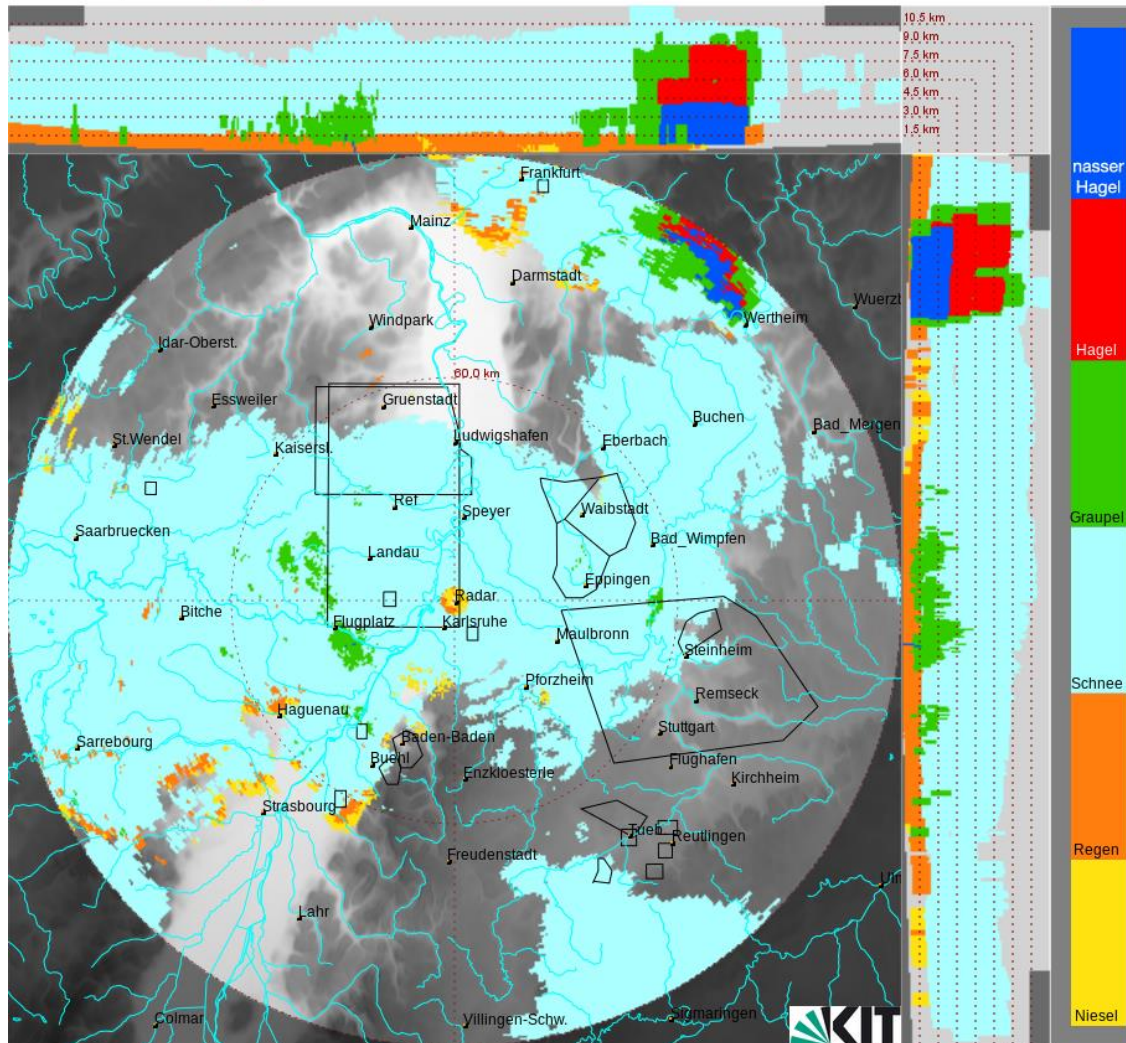 10.5 km
9.0 km
7.5 km
6.0 km
4.5 km
3.0 km
1.5 km
nasser
Hagel
Hagel
Graupel
Schnee
Regen
Niesel
Frankfurt
Mainz
Darmstadt
Wuerzb
Windpark
Wertheim
Idar-Oberst.
60.0 km
Essweiler
Gruenstadt
Buchen
St.Wendel
Kaisersl.
Ludwigshafen
Eberbach
Bad_Mergen
Ref
Speyer
Waibstadt
Saarbruecken
Landau
Bad_Wimpfen
Eppingen
Radar
Bitche
Flugplatz
Karlsruhe
Maulbronn
Steinheim
Pforzheim
Remseck
Haguenau
Stuttgart
Sarrebourg
Baden-Baden
Buehl
Enzkloesterle
Flughafen
Kirchheim
Strasbourg
Tueb
Reutlingen
Freudenstadt
Ulm
Lahr
Colmar
Villingen-Schw.
Sigmaringen
KIT